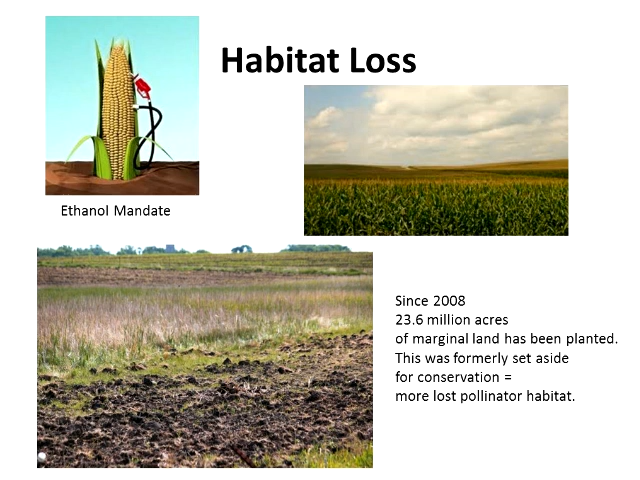 Habitat Loss
Ethanol Mandate
Since 2008
23.6 million acres
of marginal land has been planted.
This was formerly set aside
for conservation =
more lost pollinator habitat.